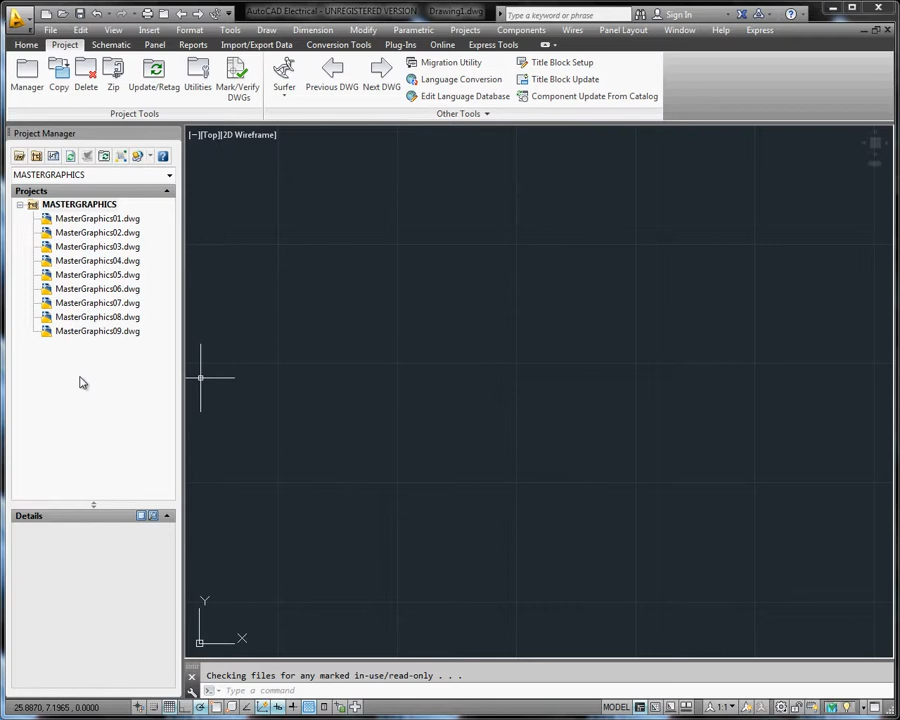 AutoCAD Electrical - UNREGISTERED VERSION Drawing1.dwg Type a keyword or phrase Sign In
File Edit View Insert Format Tools Draw Dimension Modify Parametric Projects Components Wires Panel Layout Window Help Express
Home Project Schematic Panel Reports Import/Export Data Conversion Tools Plug-Ins Online Express Tools
Manager Copy Delete Zip Update/Retag Utilities Mark/Verify DWGs Surfer Previous DWG Next DWG
Migration Utility Title Block Setup
Language Conversion Title Block Update
Edit Language Database Component Update From Catalog
Project Tools Other Tools
Project Manager
[−][Top][2D Wireframe]
MASTERGRAPHICS
Projects
MASTERGRAPHICS
MasterGraphics01.dwg
MasterGraphics02.dwg
MasterGraphics03.dwg
MasterGraphics04.dwg
MasterGraphics05.dwg
MasterGraphics06.dwg
MasterGraphics07.dwg
MasterGraphics08.dwg
MasterGraphics09.dwg
Details
Y
X
Checking files for any marked in-use/read-only . . .
Type a command
25.8870, 7.1965, 0.0000 MODEL 1:1